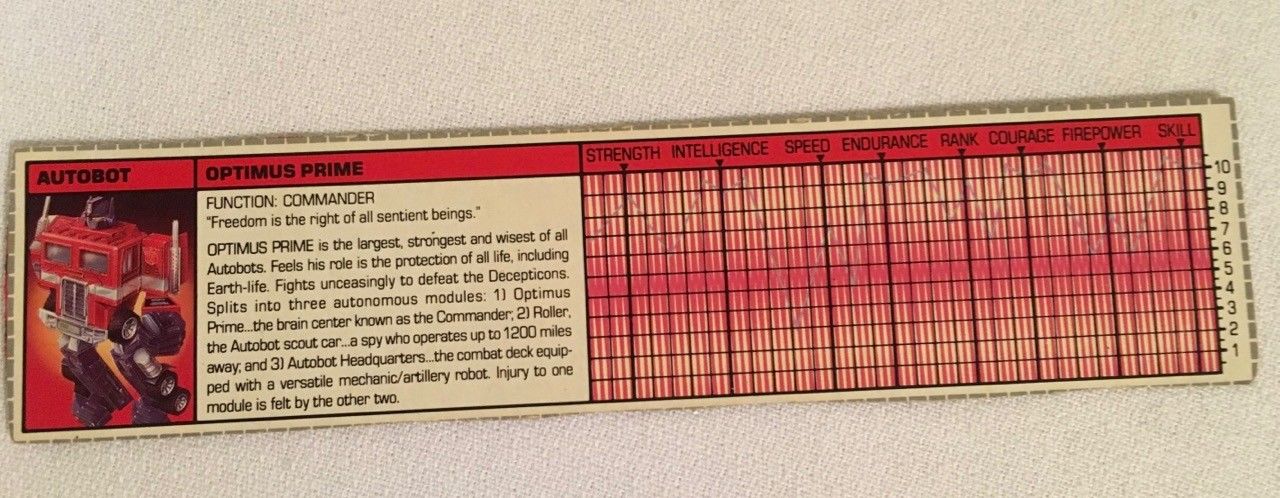 AUTOBOT
OPTIMUS PRIME
FUNCTION: COMMANDER
"Freedom is the right of all sentient beings."
OPTIMUS PRIME is the largest, strongest and wisest of all
Autobots. Feels his role is the protection of all life, including
Earth-life. Fights unceasingly to defeat the Decepticons.
Splits into three autonomous modules: 1) Optimus
Prime...the brain center known as the Commander; 2) Roller,
the Autobot scout car...a spy who operates up to 1200 miles
away; and 3) Autobot Headquarters...the combat deck equip-
ped with a versatile mechanic/artillery robot. Injury to one
module is felt by the other two.
STRENGTH INTELLIGENCE SPEED ENDURANCE RANK COURAGE FIREPOWER SKILL
10
9
8
7
6
5
4
3
2
1